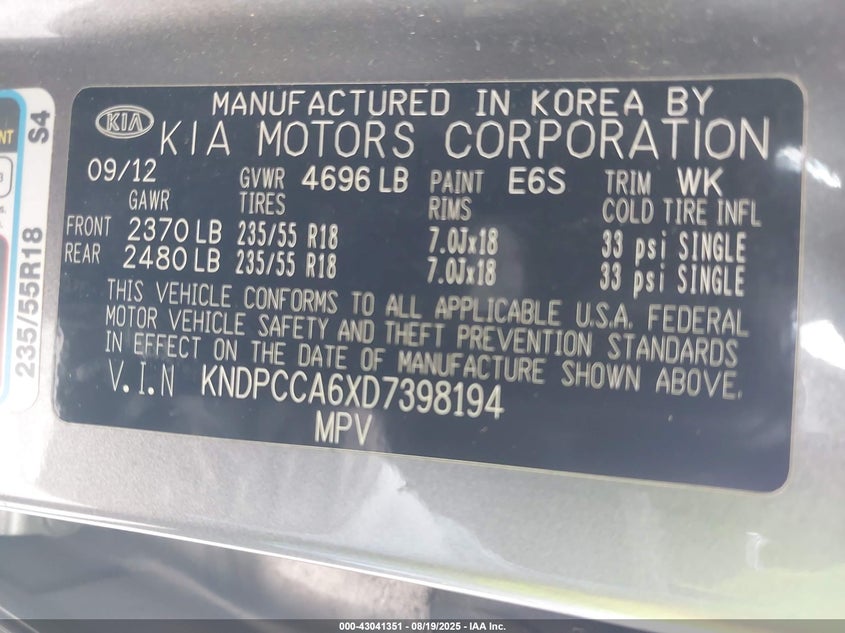 MANUFACTURED IN KOREA BY
KIA KIA MOTORS CORPORATION
09/12 GVWR 4696 LB PAINT E6S TRIM WK
GAWR TIRES RIMS COLD TIRE INFL
FRONT 2370 LB 235/55 R18 7.0Jx18 33 psi SINGLE
REAR 2480 LB 235/55 R18 7.0Jx18 33 psi SINGLE
THIS VEHICLE CONFORMS TO ALL APPLICABLE U.S.A. FEDERAL
MOTOR VEHICLE SAFETY AND THEFT PREVENTION STANDARDS
IN EFFECT ON THE DATE OF MANUFACTURE SHOWN ABOVE.
V.I.N KNDPCCA6XD7398194
MPV
S4
235/55R18
000-43041351 - 08/19/2025 - IAA Inc.